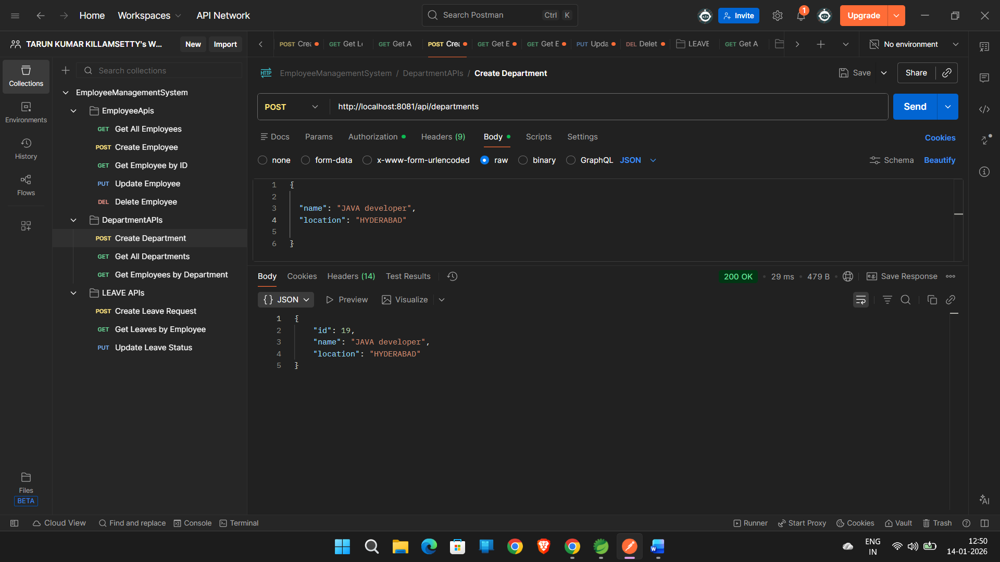 Home Workspaces API Network Search Postman Ctrl K Invite 1 Upgrade
TARUN KUMAR KILLAMSETTY's W... New Import POST Crea GET Get Le GET Get A POST Crea GET Get E GET Get E PUT Upda DEL Delet LEAVE GET Get A No environment
Collections
Environments
History
Flows
Files
BETA
Search collections
EmployeeManagementSystem
EmployeeApis
GET Get All Employees
POST Create Employee
GET Get Employee by ID
PUT Update Employee
DEL Delete Employee
DepartmentAPIs
POST Create Department
GET Get All Departments
GET Get Employees by Department
LEAVE APIs
POST Create Leave Request
GET Get Leaves by Employee
PUT Update Leave Status
HTTP EmployeeManagementSystem / DepartmentAPIs / Create Department Save Share
POST http://localhost:8081/api/departments Send
Docs Params Authorization Headers (9) Body Scripts Settings Cookies
none form-data x-www-form-urlencoded raw binary GraphQL JSON Schema Beautify
1 {
2
3 "name": "JAVA developer",
4 "location": "HYDERABAD"
5
6 }
Body Cookies Headers (14) Test Results 200 OK • 29 ms • 479 B e.g. Save Response
{} JSON Preview Visualize
1 {
2 "id": 19,
3 "name": "JAVA developer",
4 "location": "HYDERABAD"
5 }
AI
Cloud View Find and replace Console Terminal Runner Start Proxy Cookies Vault Trash
W
ENG
IN
12:50
14-01-2026